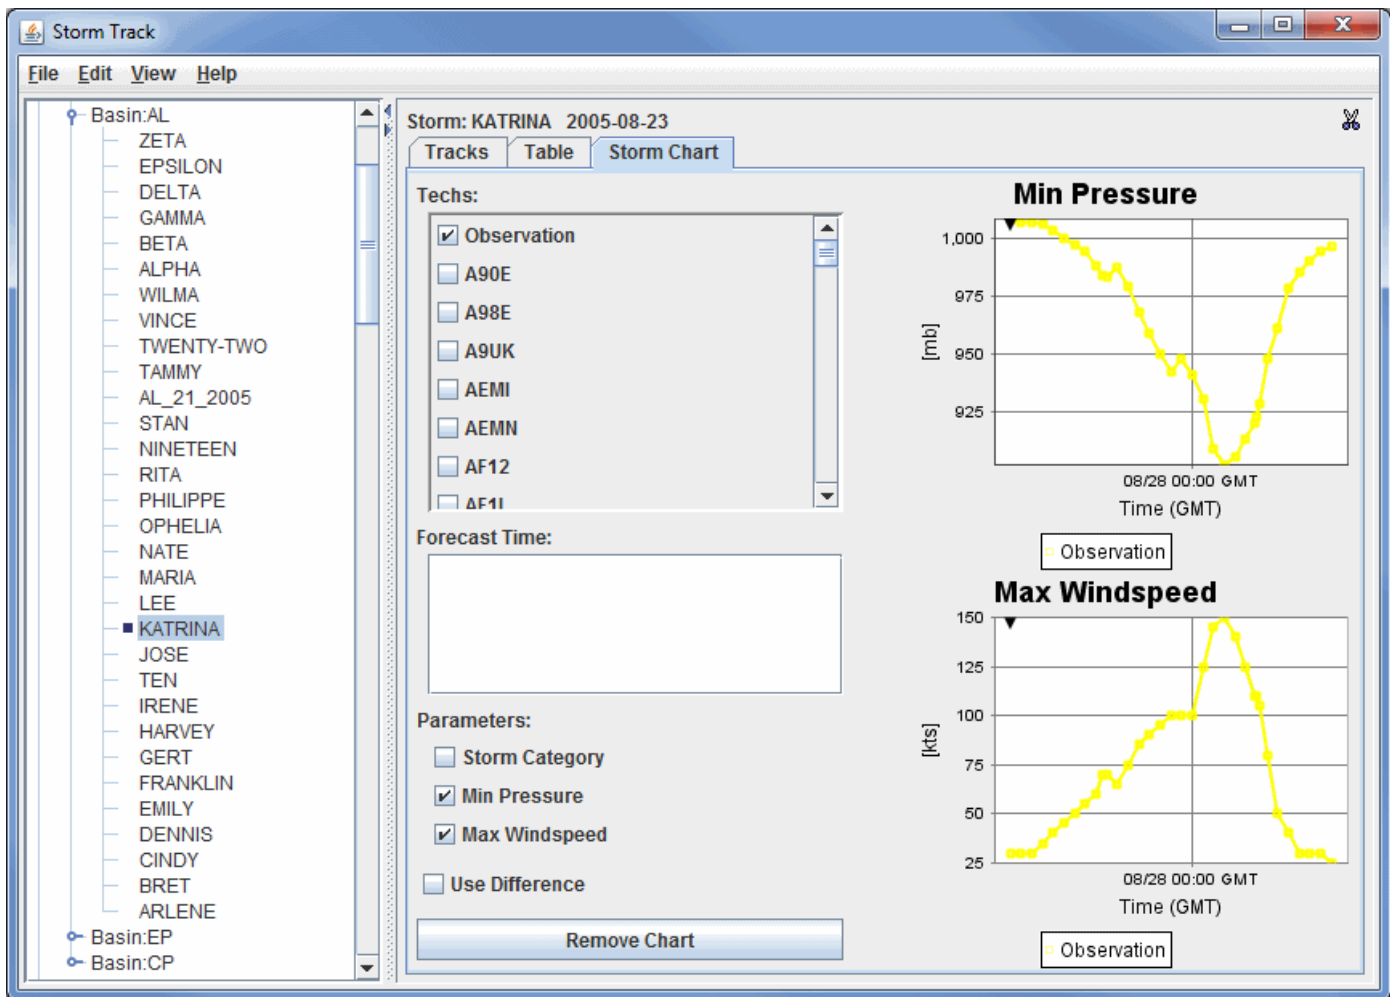 Storm Track
File Edit View Help
Basin:AL
ZETA
EPSILON
DELTA
GAMMA
BETA
ALPHA
WILMA
VINCE
TWENTY-TWO
TAMMY
AL_21_2005
STAN
NINETEEN
RITA
PHILIPPE
OPHELIA
NATE
MARIA
LEE
KATRINA
JOSE
TEN
IRENE
HARVEY
GERT
FRANKLIN
EMILY
DENNIS
CINDY
BRET
ARLENE
Basin:EP
Basin:CP
Storm: KATRINA 2005-08-23
Tracks Table Storm Chart
Techs:
Observation
A90E
A98E
A9UK
AEMI
AEMN
AF12
AF1I
Forecast Time:
Parameters:
Storm Category
Min Pressure
Max Windspeed
Use Difference
Remove Chart
Min Pressure
1,000
975
950
925
[mb]
08/28 00:00 GMT
Time (GMT)
Observation
Max Windspeed
150
125
100
75
50
25
[kts]
08/28 00:00 GMT
Time (GMT)
Observation